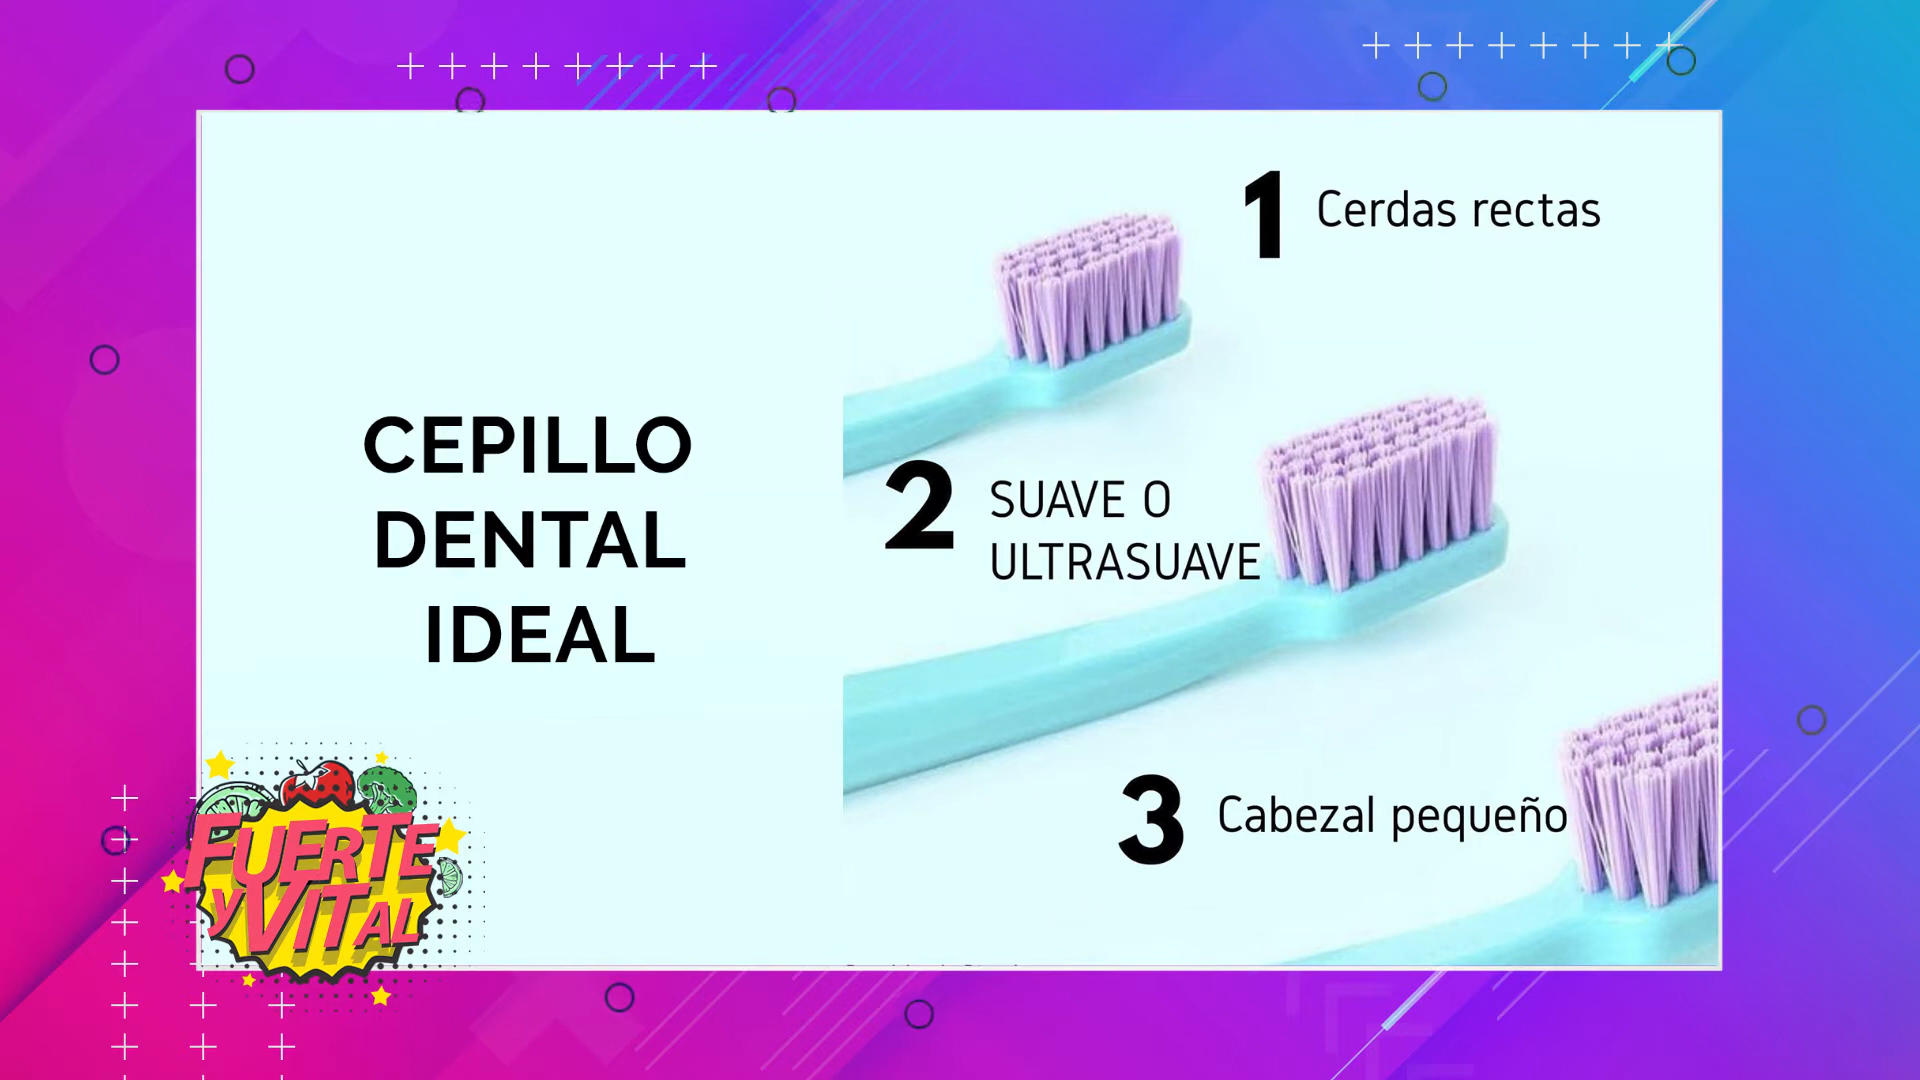 CEPILLO
DENTAL
IDEAL
1 Cerdas rectas
2 SUAVE O
ULTRASUAVE
3 Cabezal pequeño
FUERTE
y VITAL